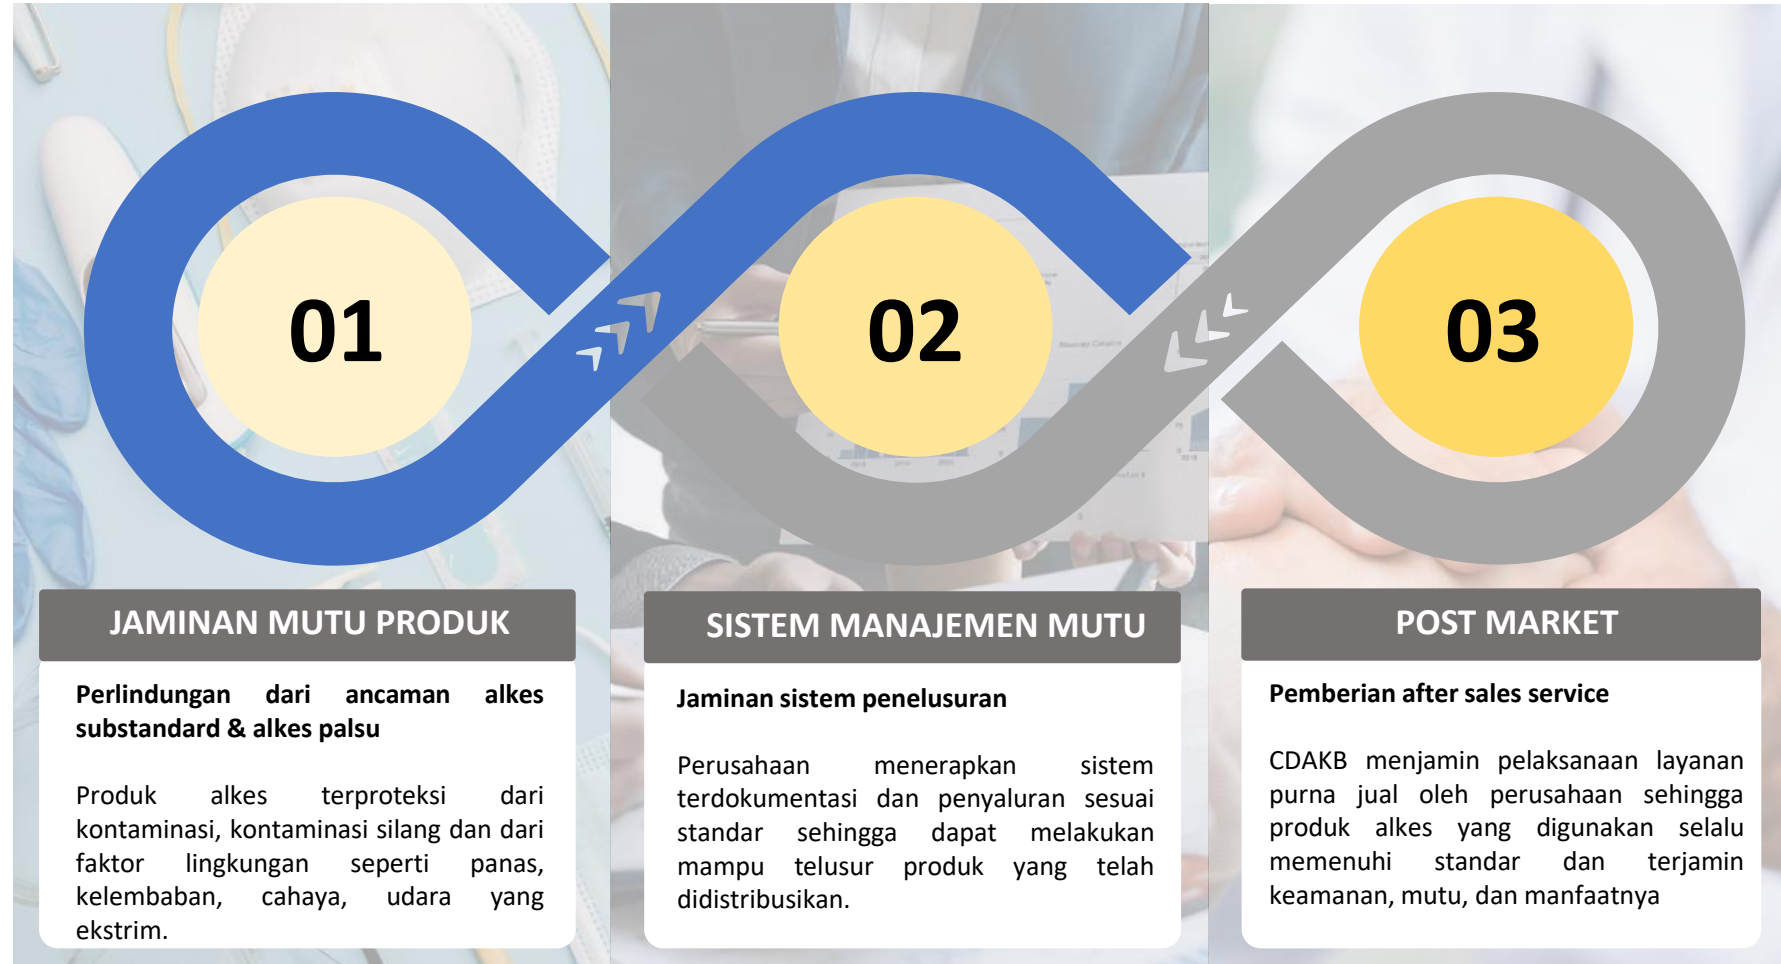 01
02
03
JAMINAN MUTU PRODUK
Perlindungan dari ancaman alkes
substandard & alkes palsu
Produk alkes terproteksi dari
kontaminasi, kontaminasi silang dan dari
faktor lingkungan seperti panas,
kelembaban, cahaya, udara yang
ekstrim.
SISTEM MANAJEMEN MUTU
Jaminan sistem penelusuran
Perusahaan menerapkan sistem
terdokumentasi dan penyaluran sesuai
standar sehingga dapat melakukan
mampu telusur produk yang telah
didistribusikan.
POST MARKET
Pemberian after sales service
CDAKB menjamin pelaksanaan layanan
purna jual oleh perusahaan sehingga
produk alkes yang digunakan selalu
memenuhi standar dan terjamin
keamanan, mutu, dan manfaatnya